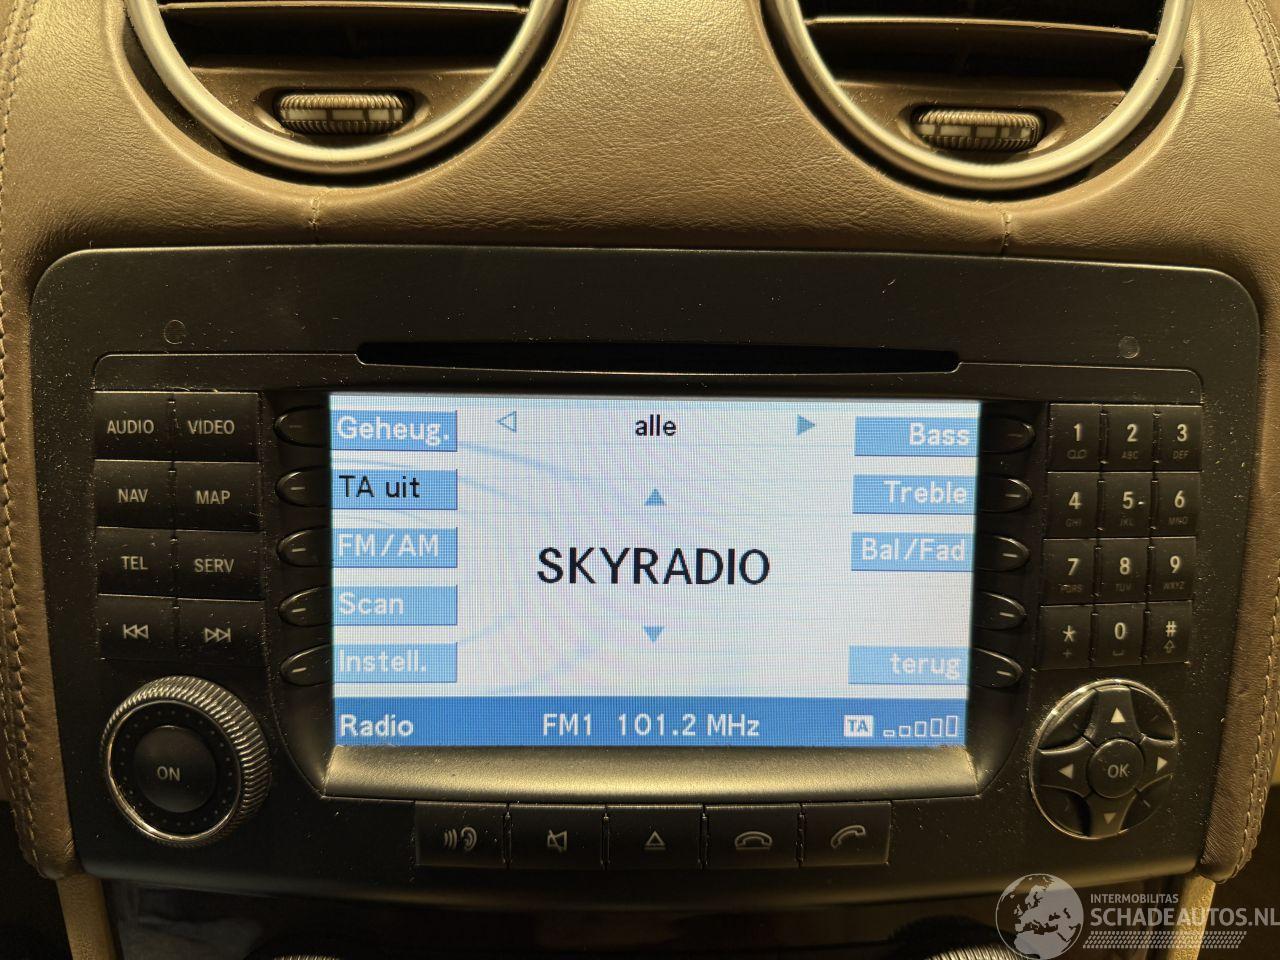 AUDIO VIDEO
NAV MAP
TEL SERV
ON
Geheug. alle Bass
TA uit Treble
FM/AM SKYRADIO Bal/Fad
Scan
Instell. terug
Radio FM1 101.2 MHz TA
1 2 ABC 3 DEF
4 GHI 5 JKL 6 MNO
7 PQRS 8 TUV 9 WXYZ
* + 0 #
OK
INTERMOBILITAS
SCHADEAUTOS.NL